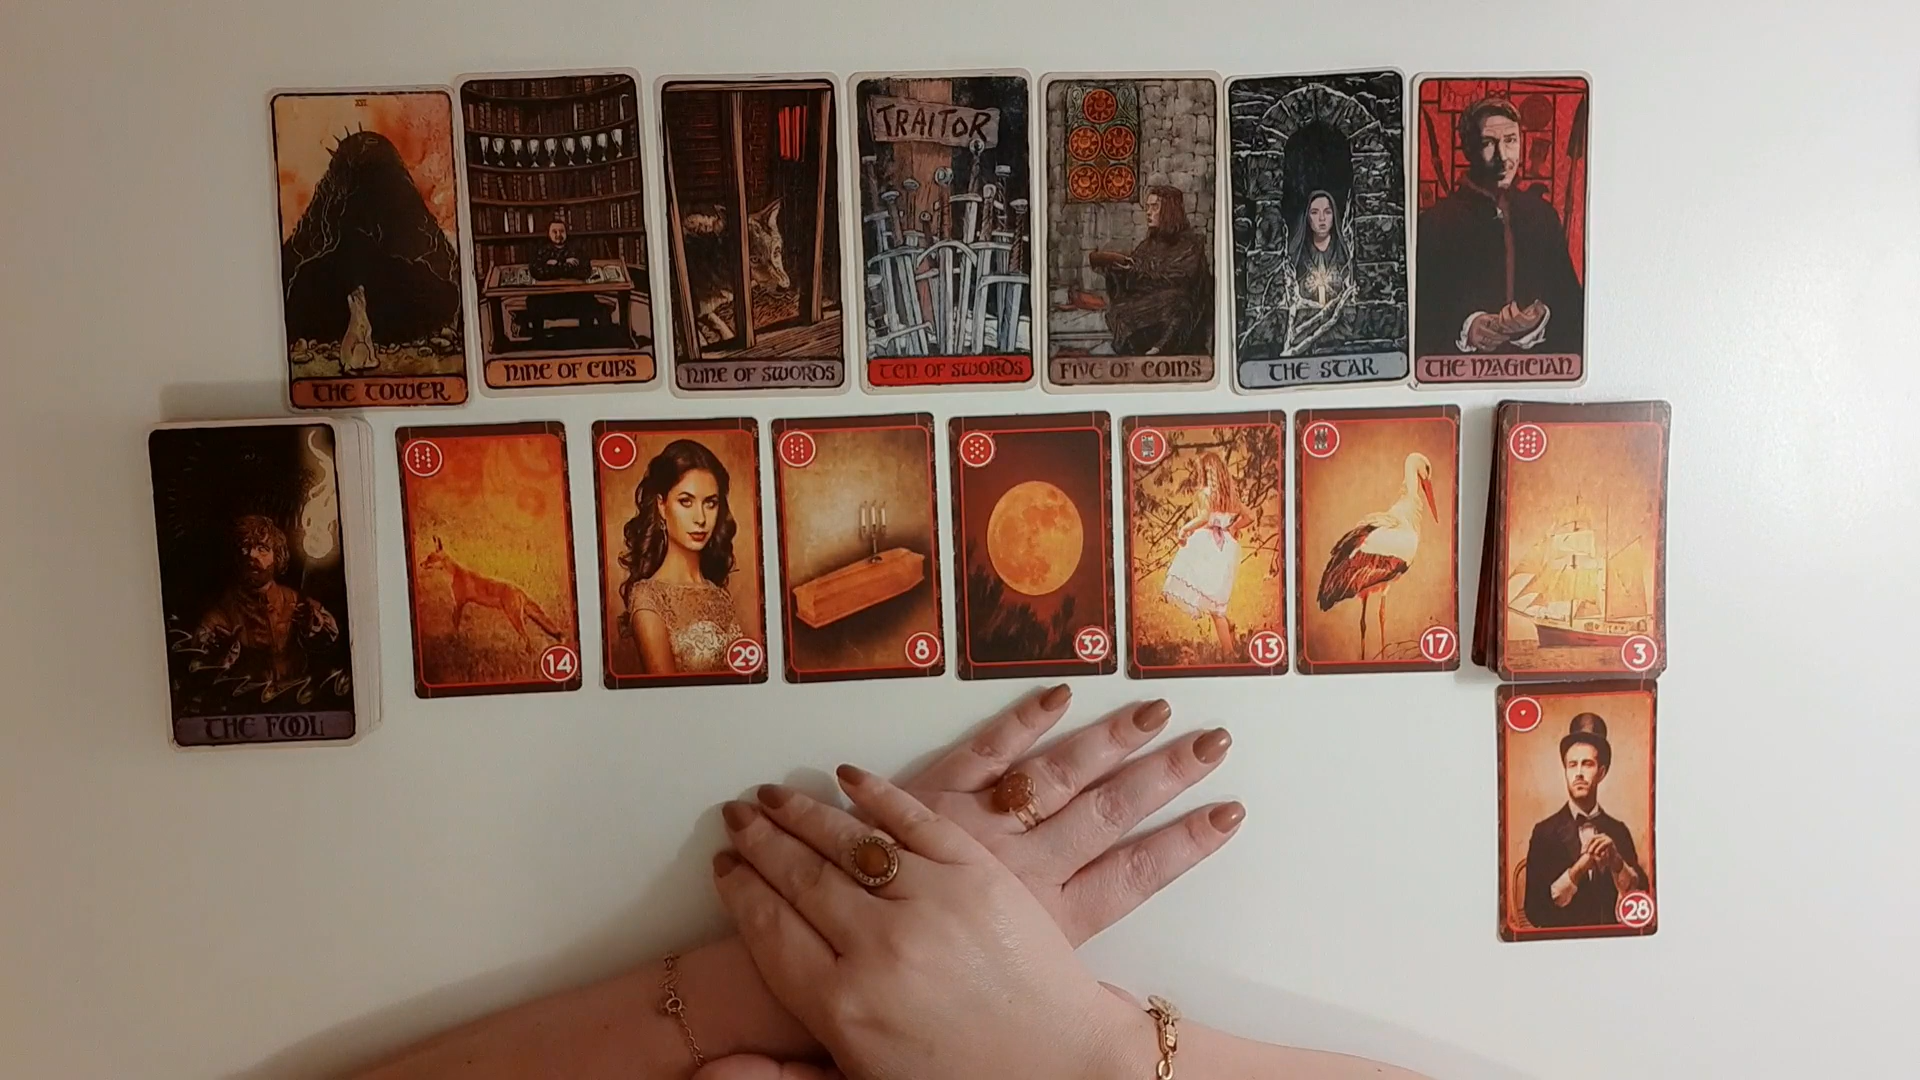 THE TOWER
NINE OF CUPS
NINE OF SWORDS
TRAITOR
TEN OF SWORDS
FIVE OF COINS
THE STAR
THE MAGICIAN
THE FOOL
14
29
8
32
13
17
3
28